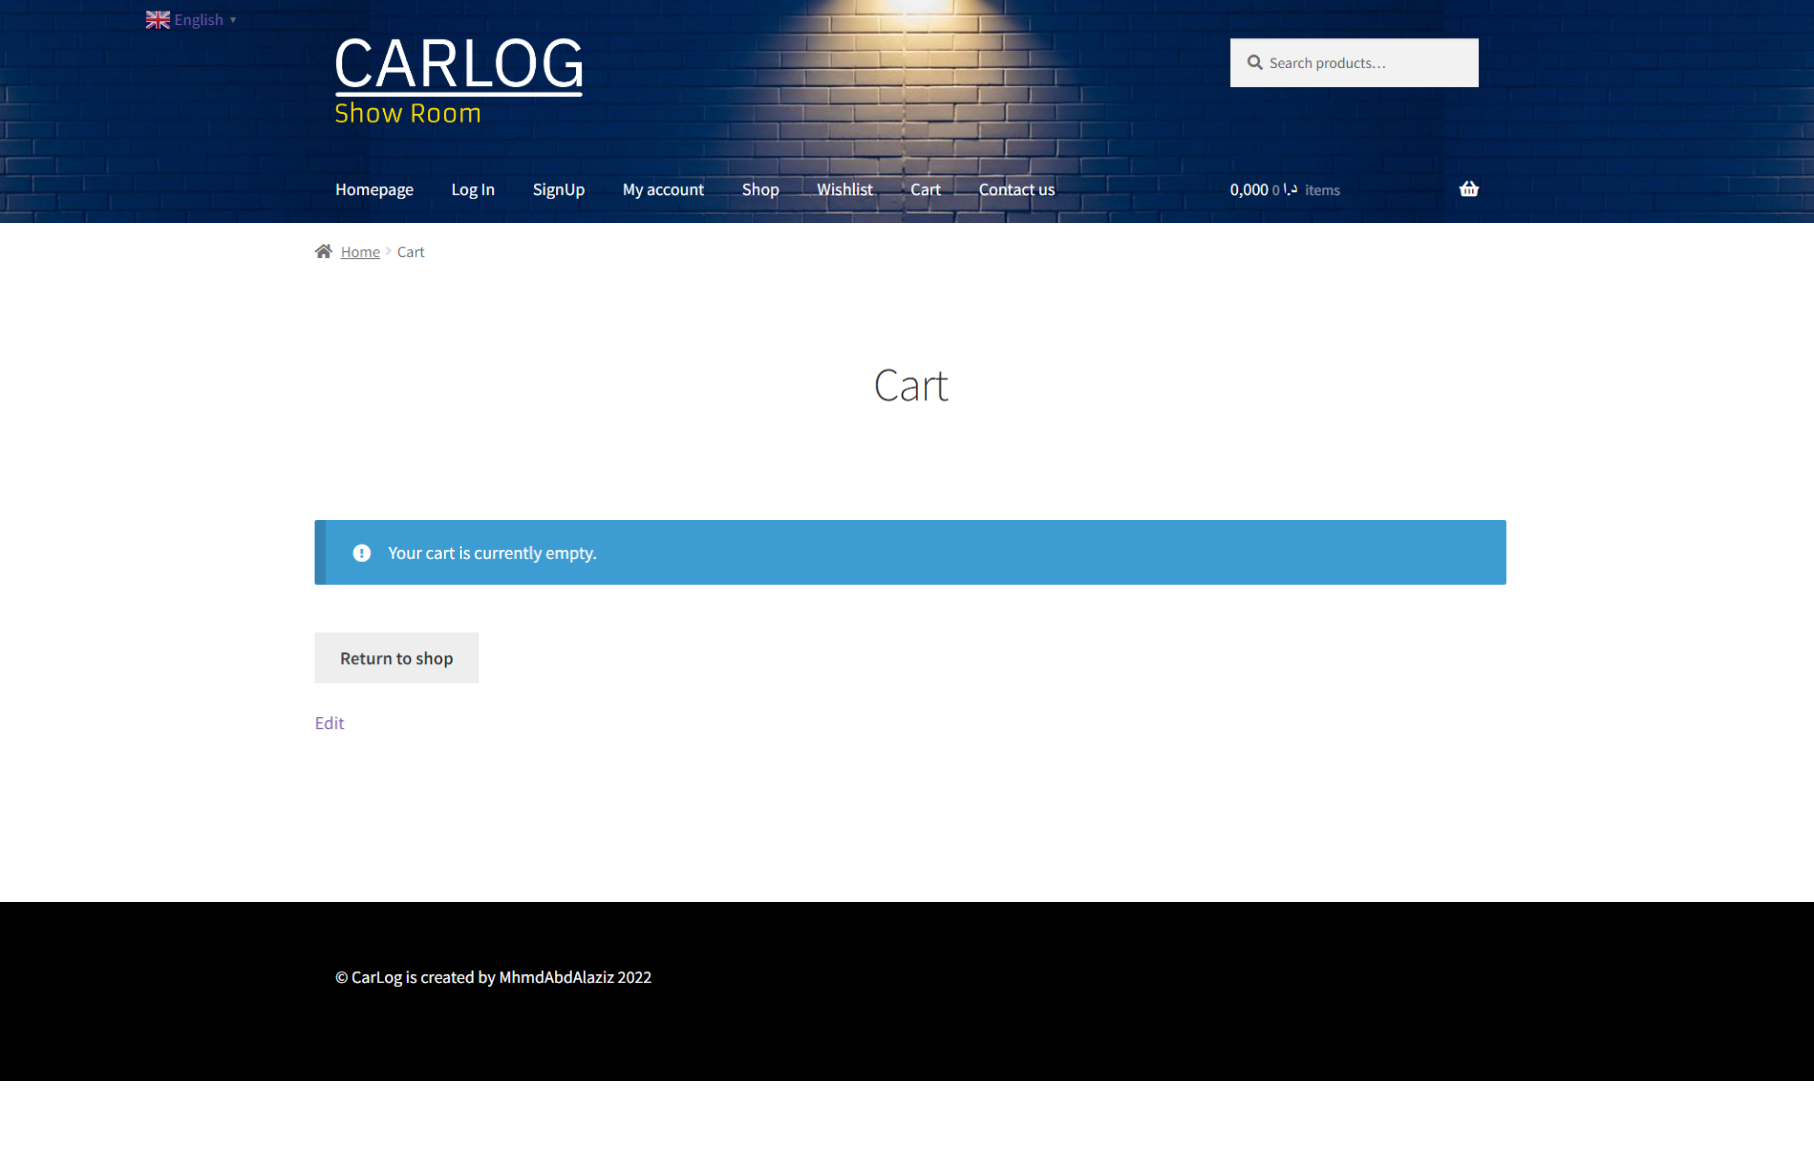 English ▼
CARLOG
Show Room
Search products…
Homepage Log In SignUp My account Shop Wishlist Cart Contact us
0,000 د.ا 0 items
Home › Cart
Cart
Your cart is currently empty.
Return to shop
Edit
© CarLog is created by MhmdAbdAlaziz 2022